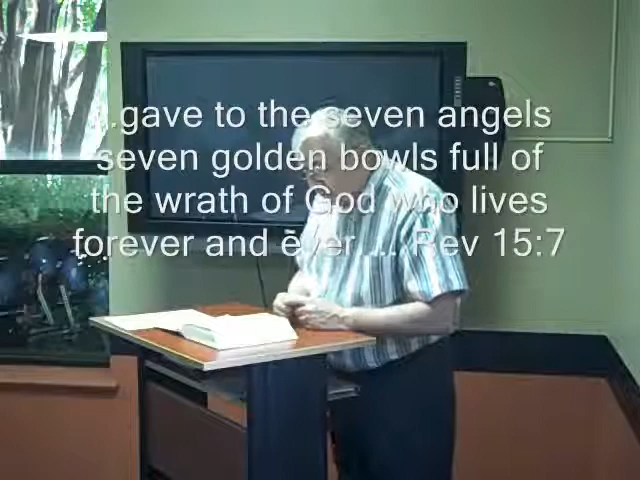 ...gave to the seven angels
seven golden bowls full of
the wrath of God who lives
forever and ever.... Rev 15:7